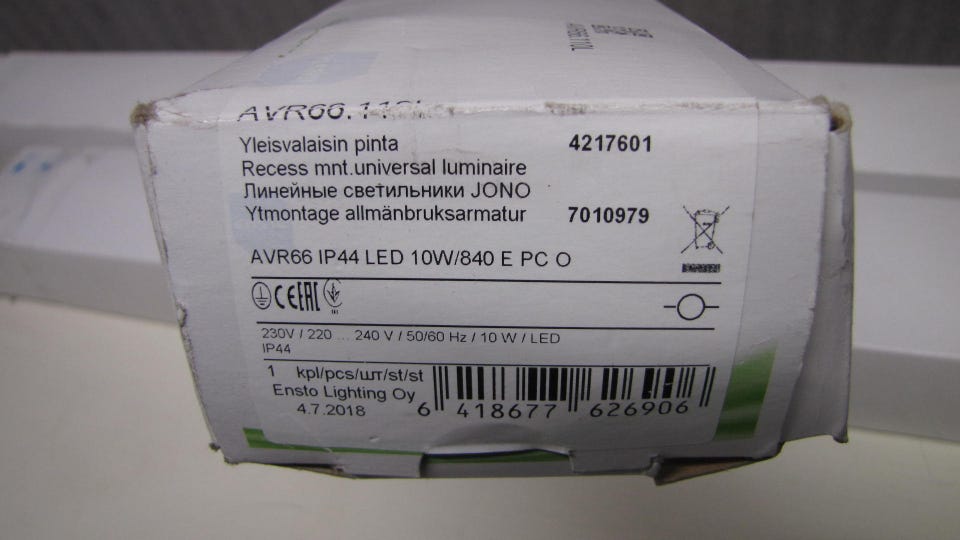 Yleisvalaisin pinta 4217601
Recess mnt.universal luminaire
Линейные светильники JONO
Ytmontage allmänbruksarmatur 7010979
AVR66 IP44 LED 10W/840 E PC O
CE EAC
230V / 220 ... 240 V / 50/60 Hz / 10 W / LED
IP44
1 kpl/pcs/шт/st/st
Ensto Lighting Oy
4.7.2018
6 418677 626906